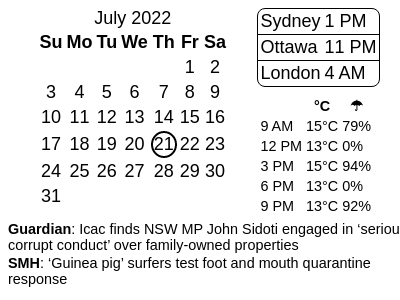 July 2022
Su Mo Tu We Th Fr Sa
1 2
3 4 5 6 7 8 9
10 11 12 13 14 15 16
17 18 19 20 21 22 23
24 25 26 27 28 29 30
31
Sydney 1 PM
Ottawa 11 PM
London 4 AM
°C ☂
9 AM 15°C 79%
12 PM 13°C 0%
3 PM 15°C 94%
6 PM 13°C 0%
9 PM 13°C 92%
Guardian: Icac finds NSW MP John Sidoti engaged in ‘seriou
corrupt conduct’ over family-owned properties
SMH: ‘Guinea pig’ surfers test foot and mouth quarantine
response